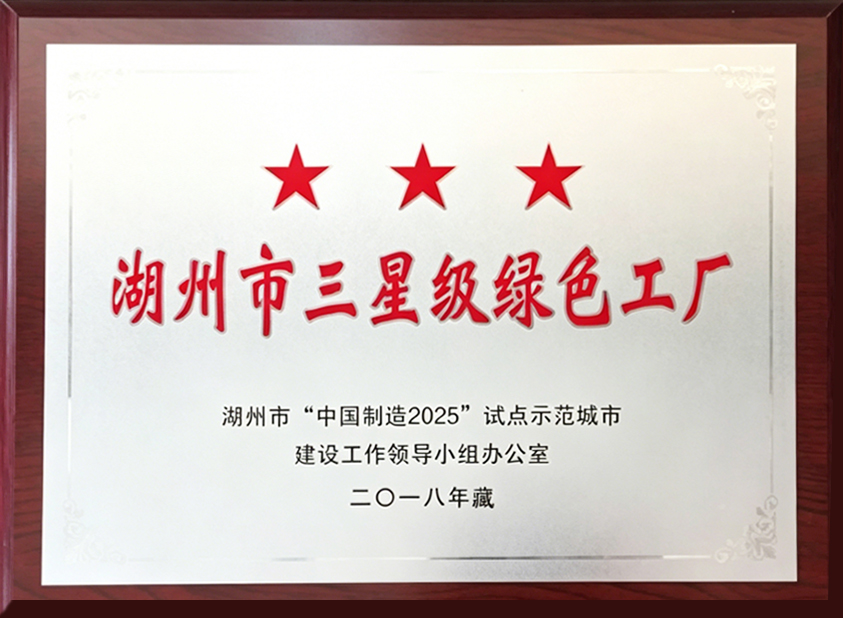 湖州市三星级绿色工厂
湖州市“中国制造2025”试点示范城市
建设工作领导小组办公室
二〇一八年藏